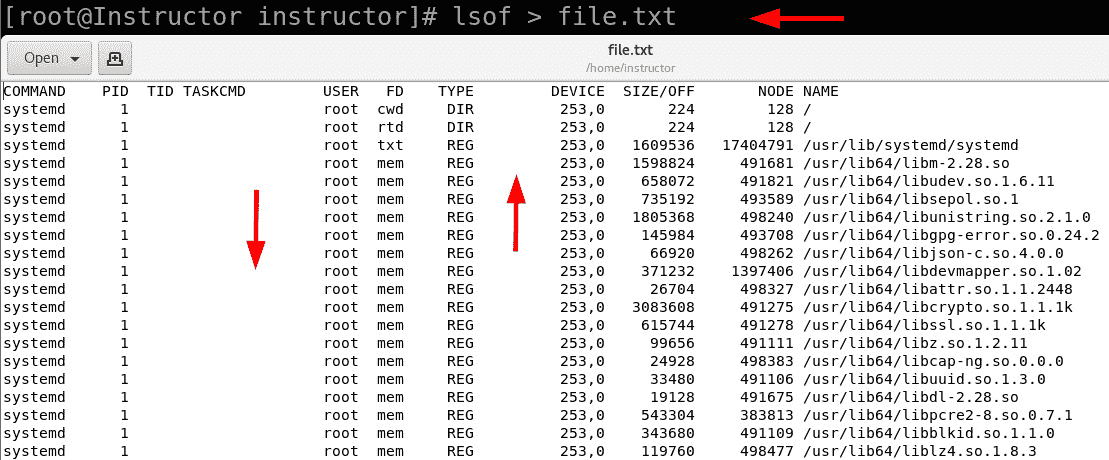 [root@Instructor instructor]# lsof > file.txt
Open
file.txt
/home/instructor
COMMAND PID TID TASKCMD USER FD TYPE DEVICE SIZE/OFF NODE NAME
systemd 1 root cwd DIR 253,0 224 128 /
systemd 1 root rtd DIR 253,0 224 128 /
systemd 1 root txt REG 253,0 1609536 17404791 /usr/lib/systemd/systemd
systemd 1 root mem REG 253,0 1598824 491681 /usr/lib64/libm-2.28.so
systemd 1 root mem REG 253,0 658072 491821 /usr/lib64/libudev.so.1.6.11
systemd 1 root mem REG 253,0 735192 493589 /usr/lib64/libsepol.so.1
systemd 1 root mem REG 253,0 1805368 498240 /usr/lib64/libunistring.so.2.1.0
systemd 1 root mem REG 253,0 145984 493708 /usr/lib64/libgpg-error.so.0.24.2
systemd 1 root mem REG 253,0 66920 498262 /usr/lib64/libjson-c.so.4.0.0
systemd 1 root mem REG 253,0 371232 1397406 /usr/lib64/libdevmapper.so.1.02
systemd 1 root mem REG 253,0 26704 498327 /usr/lib64/libattr.so.1.1.2448
systemd 1 root mem REG 253,0 3083608 491275 /usr/lib64/libcrypto.so.1.1.1k
systemd 1 root mem REG 253,0 615744 491278 /usr/lib64/libssl.so.1.1.1k
systemd 1 root mem REG 253,0 99656 491111 /usr/lib64/libz.so.1.2.11
systemd 1 root mem REG 253,0 24928 498383 /usr/lib64/libcap-ng.so.0.0.0
systemd 1 root mem REG 253,0 33480 491106 /usr/lib64/libuuid.so.1.3.0
systemd 1 root mem REG 253,0 19128 491675 /usr/lib64/libdl-2.28.so
systemd 1 root mem REG 253,0 543304 383813 /usr/lib64/libpcre2-8.so.0.7.1
systemd 1 root mem REG 253,0 343680 491109 /usr/lib64/libblkid.so.1.1.0
systemd 1 root mem REG 253,0 119760 498477 /usr/lib64/liblz4.so.1.8.3